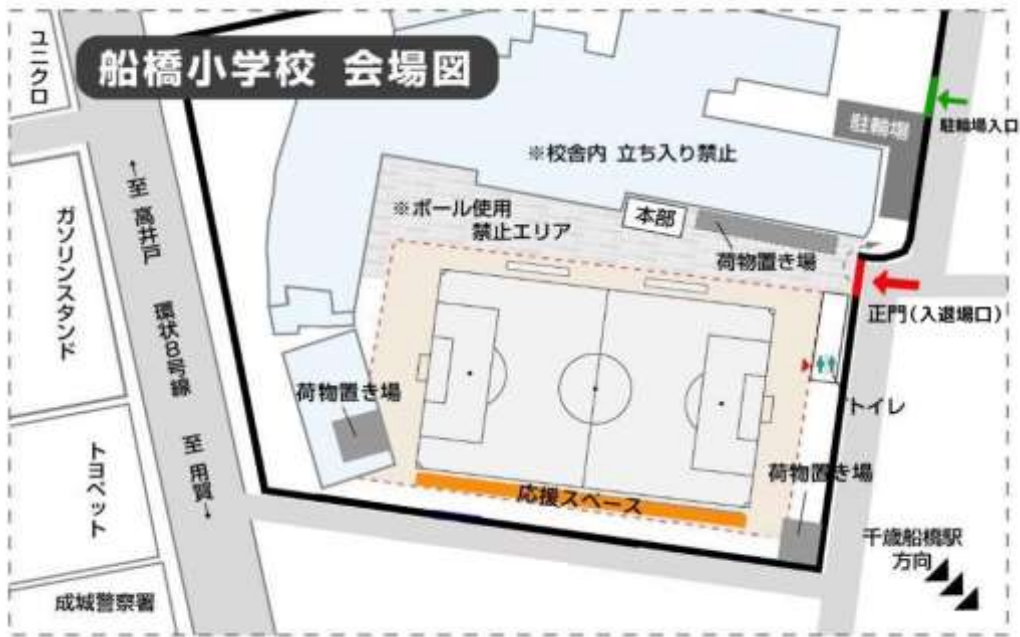 船橋小学校 会場図
ユニクロ
駐輪場
駐輪場入口
※校舎内 立ち入り禁止
←至 高井戸 環状8号線 至 用賀→
ガソリンスタンド
※ボール使用
禁止エリア
本部
荷物置き場
正門(入退場口)
荷物置き場
トイレ
荷物置き場
トヨペット
応援スペース
千歳船橋駅
方向
成城警察署